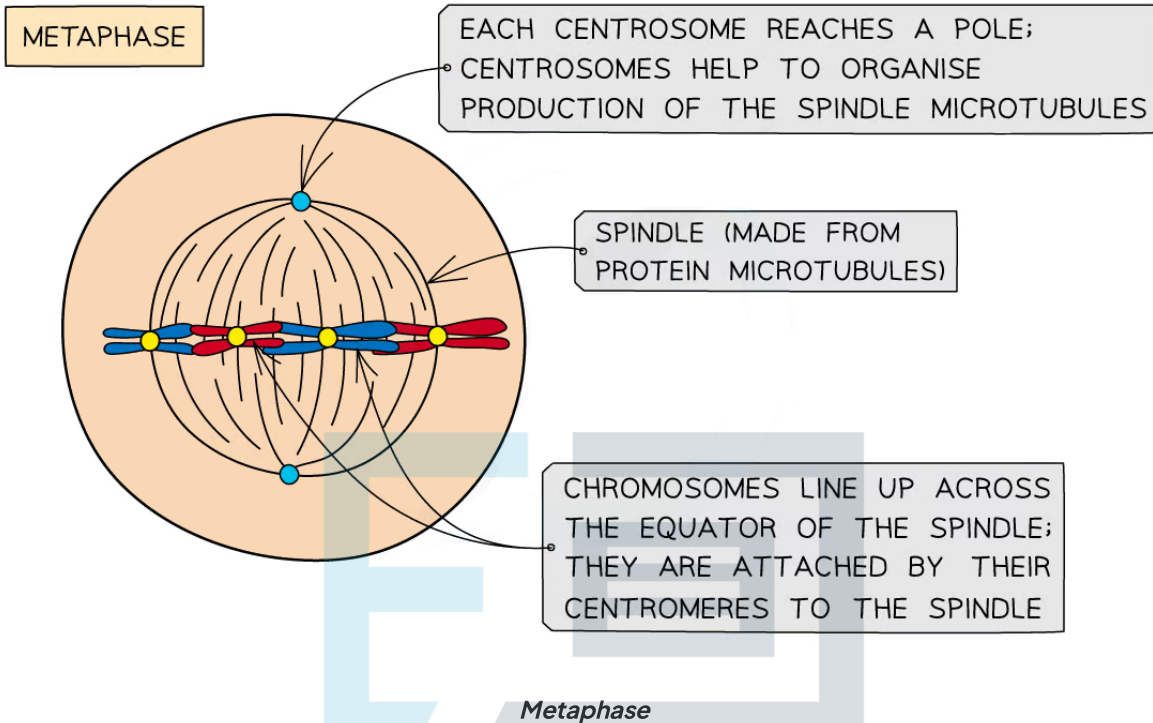 METAPHASE
EACH CENTROSOME REACHES A POLE;
CENTROSOMES HELP TO ORGANISE
PRODUCTION OF THE SPINDLE MICROTUBULES
SPINDLE (MADE FROM
PROTEIN MICROTUBULES)
CHROMOSOMES LINE UP ACROSS
THE EQUATOR OF THE SPINDLE;
THEY ARE ATTACHED BY THEIR
CENTROMERES TO THE SPINDLE
Metaphase